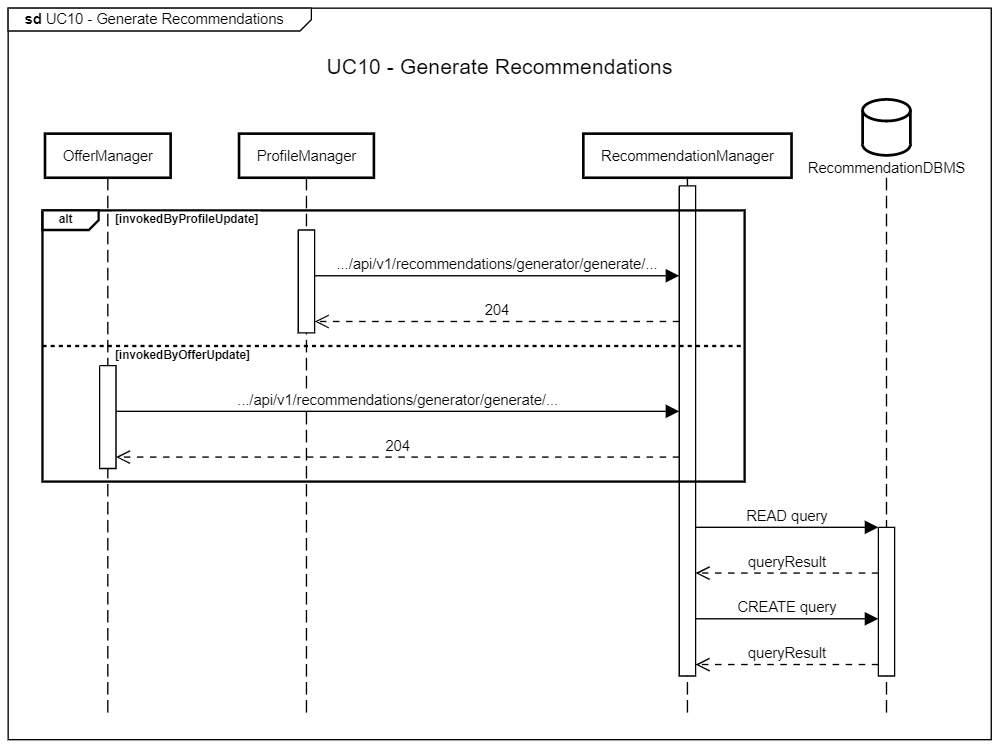 sd UC10 - Generate Recommendations
UC10 - Generate Recommendations
OfferManager
ProfileManager
RecommendationManager
RecommendationDBMS
alt
[invokedByProfileUpdate]
.../api/v1/recommendations/generator/generate/...
204
[invokedByOfferUpdate]
.../api/v1/recommendations/generator/generate/...
204
READ query
queryResult
CREATE query
queryResult